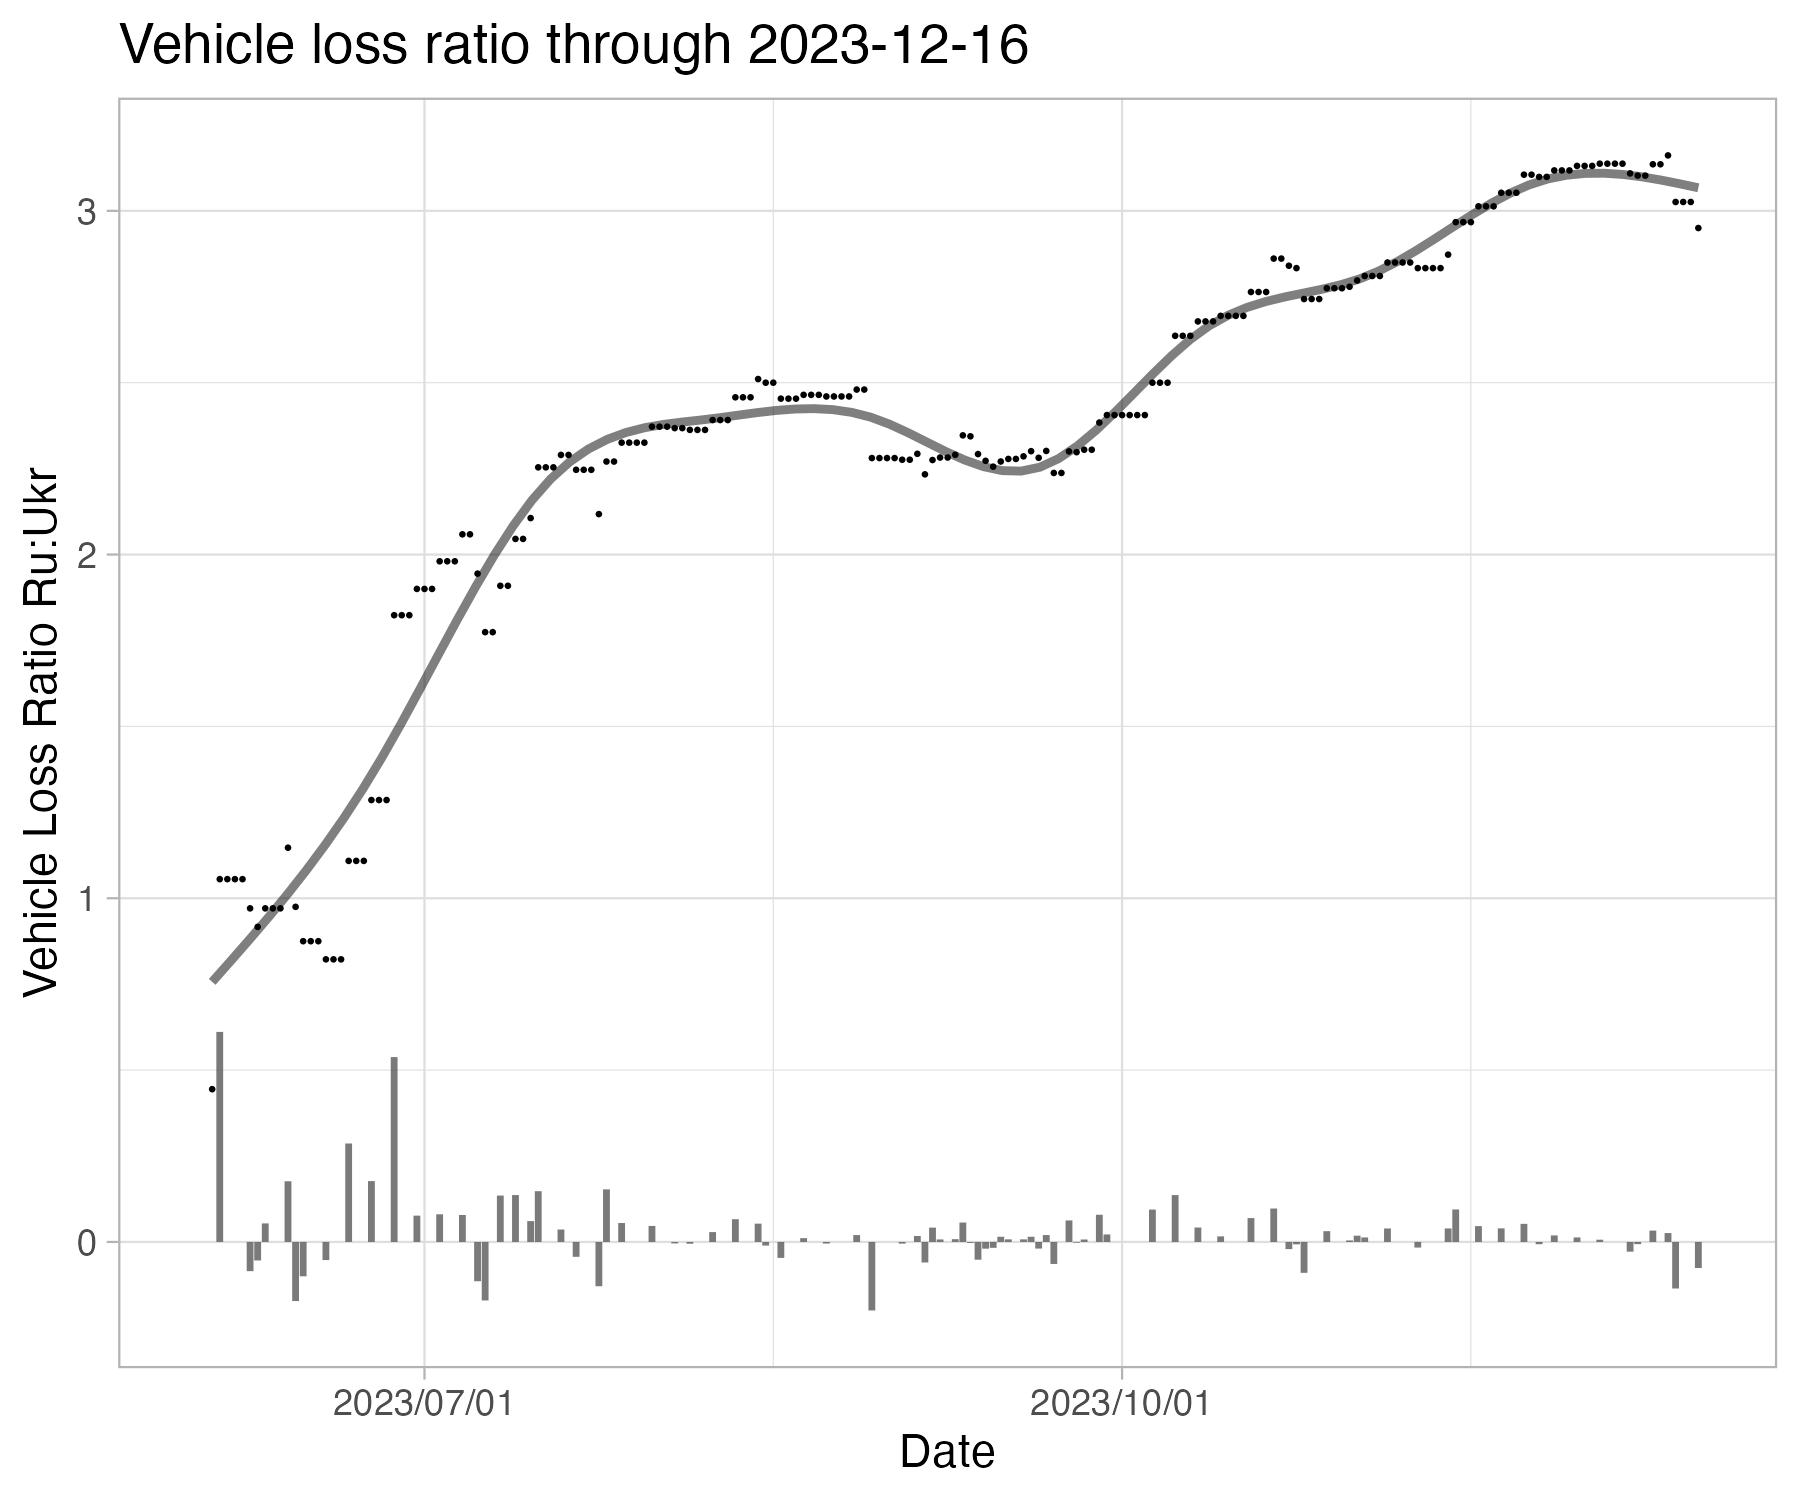 Vehicle loss ratio through 2023-12-16
Vehicle Loss Ratio Ru:Ukr
3
2
1
0
2023/07/01
2023/10/01
Date